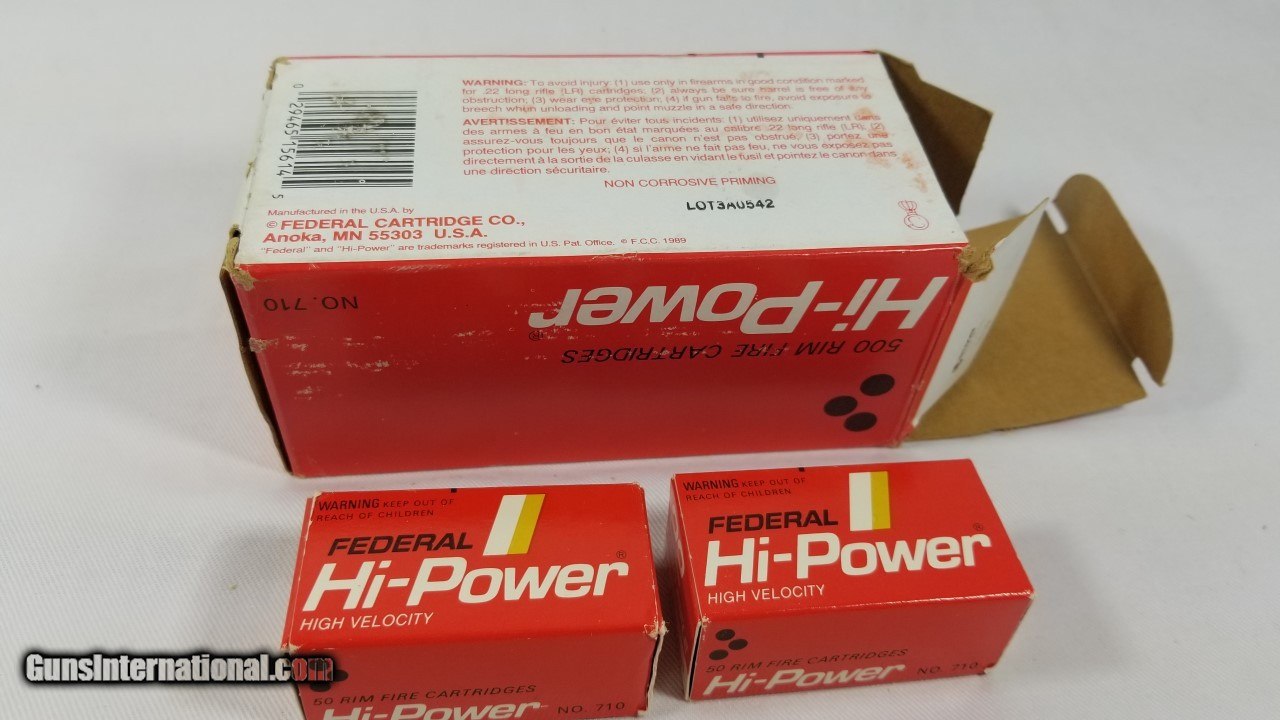 WARNING: To avoid injury: (1) use only in firearms in good condition marked
for .22 long rifle (LR) cartridges; (2) always be sure barrel is free of any
obstruction; (3) wear eye protection; (4) if gun fails to fire, avoid exposure to
breech when unloading and point muzzle in a safe direction.
AVERTISSEMENT: Pour éviter tous incidents: (1) utilisez uniquement dans
des armes à feu en bon état marquées au calibre .22 long rifle (LR); (2)
assurez-vous toujours que le canon n'est pas obstrué; (3) portez une
protection pour les yeux; (4) si l'arme ne fait pas feu, ne vous exposez pas
directement à la sortie de la culasse en vidant le fusil et pointez le canon dans
une direction sécuritaire.
NON CORROSIVE PRIMING
LOT3A0542
0 29465 15614 5
Manufactured in the U.S.A. by
© FEDERAL CARTRIDGE CO.,
Anoka, MN 55303 U.S.A.
"Federal" and "Hi-Power" are trademarks registered in U.S. Pat. Office. © F.C.C. 1989
NO. 710
Hi-Power®
500 RIM FIRE CARTRIDGES
WARNING KEEP OUT OF
REACH OF CHILDREN
FEDERAL
Hi-Power®
HIGH VELOCITY
50 RIM FIRE CARTRIDGES
Hi-Power NO. 710
WARNING KEEP OUT OF
REACH OF CHILDREN
FEDERAL
Hi-Power®
HIGH VELOCITY
50 RIM FIRE CARTRIDGES
Hi-Power NO. 710
GunsInternational.com